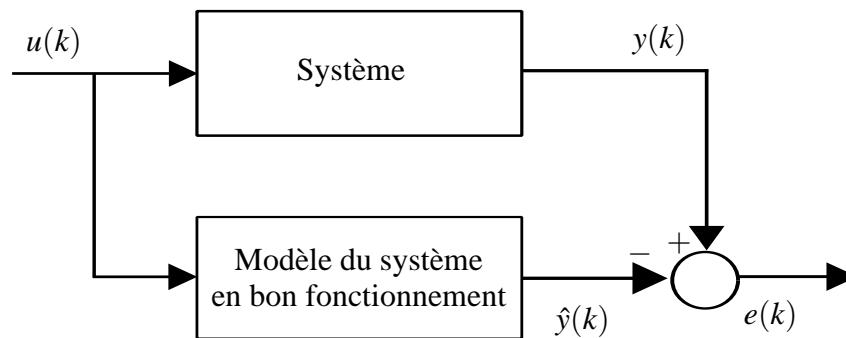 u(k)
y(k)
Système
Modèle du système
en bon fonctionnement
−
+
ŷ(k)
e(k)